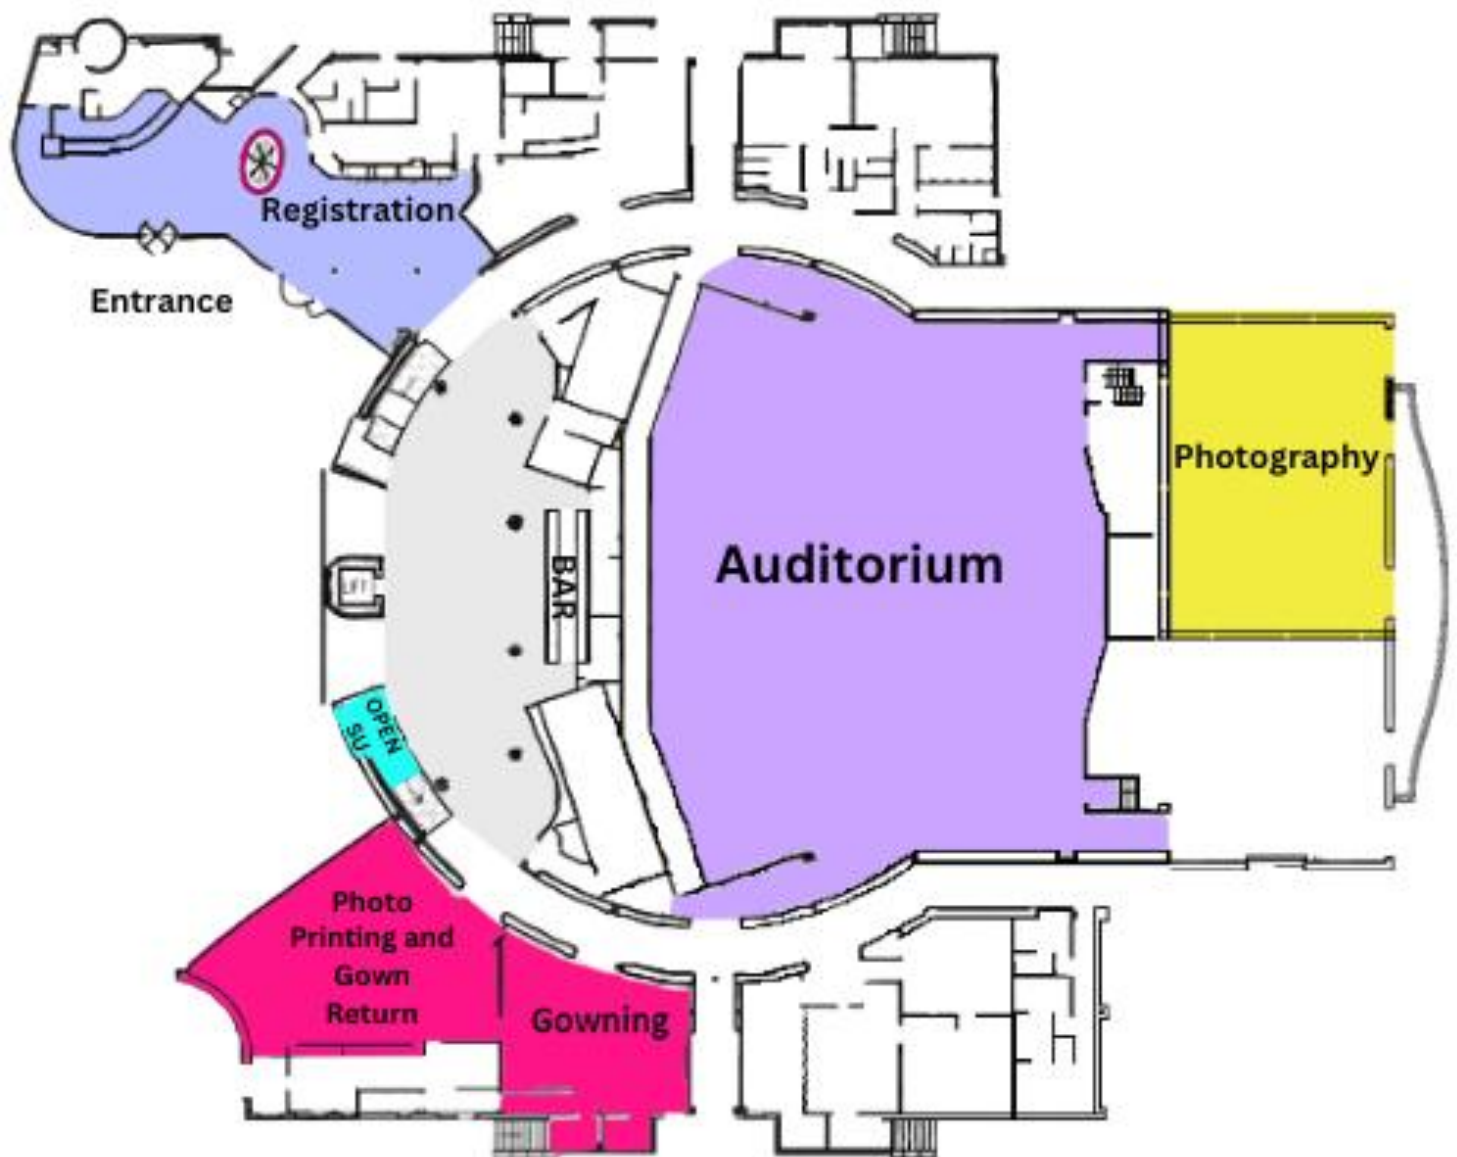 Registration
Entrance
Photography
Auditorium
BAR
LIFT
OPEN
SU
Photo
Printing and
Gown
Return
Gowning